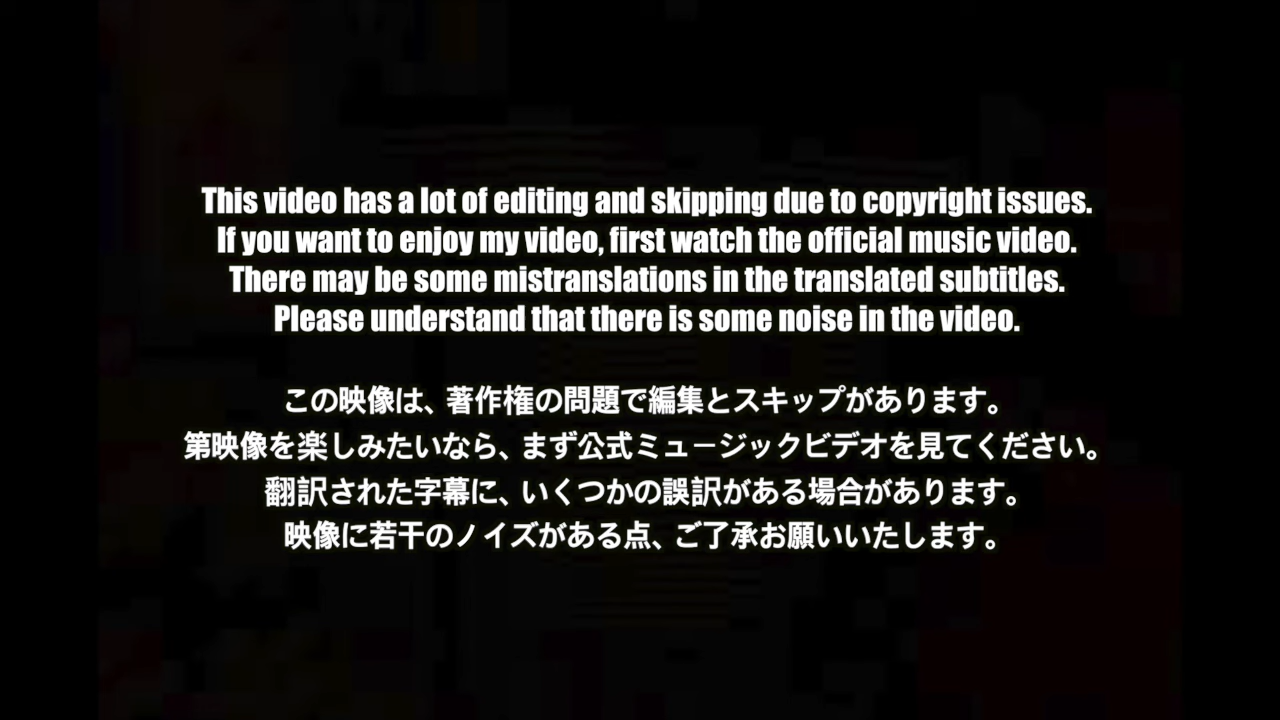 This video has a lot of editing and skipping due to copyright issues.
If you want to enjoy my video, first watch the official music video.
There may be some mistranslations in the translated subtitles.
Please understand that there is some noise in the video.
この映像は、著作権の問題で編集とスキップがあります。
第映像を楽しみたいなら、まず公式ミュージックビデオを見てください。
翻訳された字幕に、いくつかの誤訳がある場合があります。
映像に若干のノイズがある点、ご了承お願いいたします。